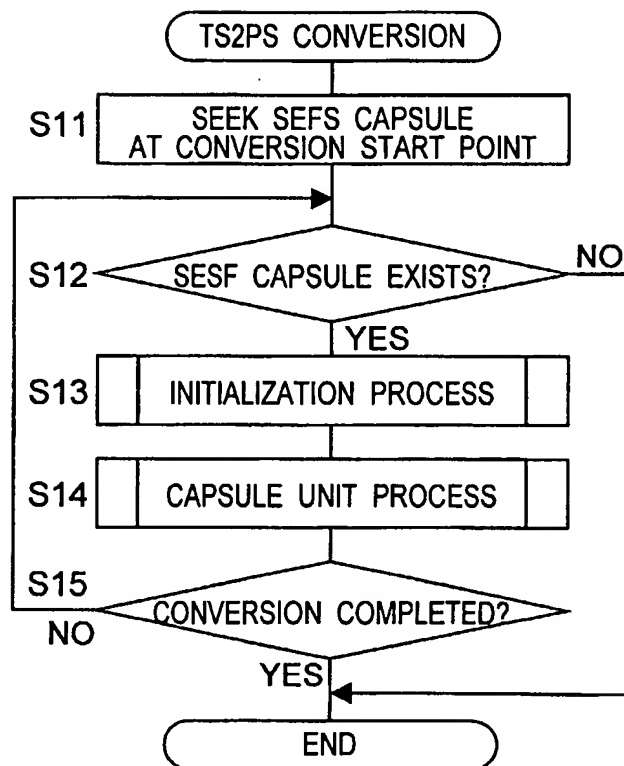 TS2PS CONVERSION
S11
SEEK SEFS CAPSULE
AT CONVERSION START POINT
S12
SESF CAPSULE EXISTS?
NO
YES
S13
INITIALIZATION PROCESS
S14
CAPSULE UNIT PROCESS
S15
CONVERSION COMPLETED?
NO
YES
END